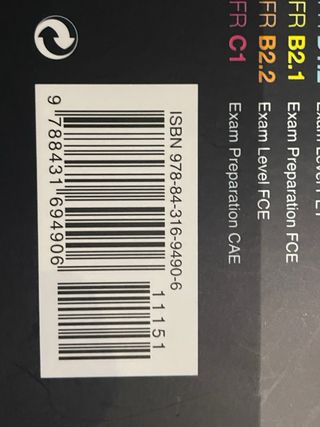 FR B2.1 Exam Preparation FCE
FR B2.2 Exam Level FCE
FR C1 Exam Preparation CAE
ISBN 978-84-316-9490-6
9 788431 694906
11151